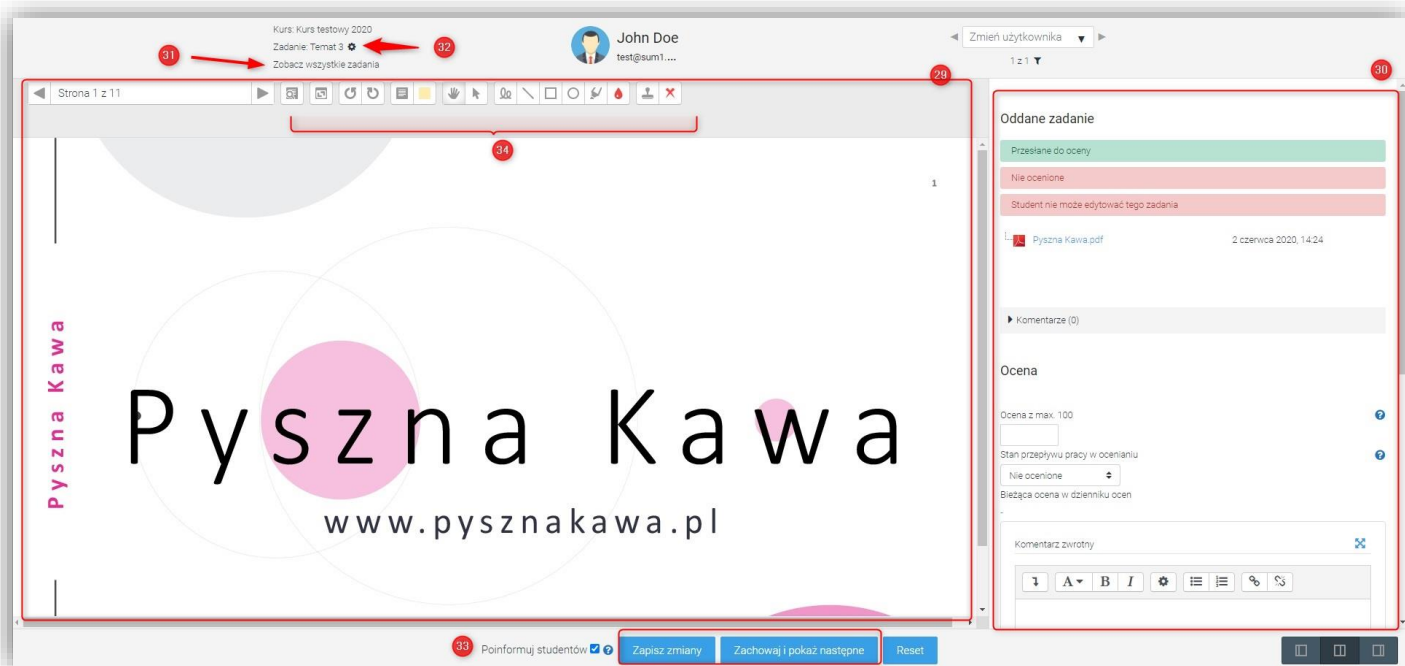 Kurs: Kurs testowy 2020
Zadanie: Temat 3
Zobacz wszystkie zadania
31
32
John Doe
test@sum1....
Zmień użytkownika
1 z 1
29
30
Strona 1 z 11
34
1
Pyszna Kawa
Pyszna Kawa
www.pysznakawa.pl
Oddane zadanie
Przesłane do oceny
Nie ocenione
Student nie może edytować tego zadania
Pyszna Kawa.pdf
2 czerwca 2020, 14:24
Komentarze (0)
Ocena
Ocena z max. 100
Stan przepływu pracy w ocenianiu
Nie ocenione
Bieżąca ocena w dzienniku ocen
-
Komentarz zwrotny
A B I
33
Poinformuj studentów
Zapisz zmiany
Zachowaj i pokaż następne
Reset